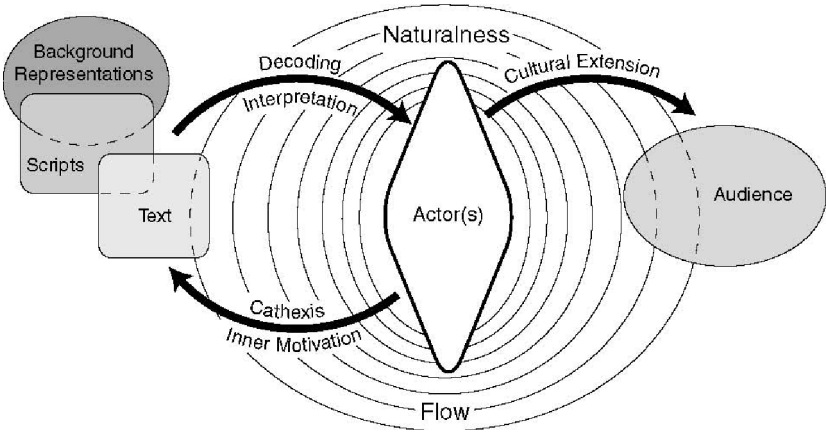 Background
Representations
Scripts
Text
Decoding
Interpretation
Naturalness
Cultural Extension
Actor(s)
Audience
Cathexis
Inner Motivation
Flow